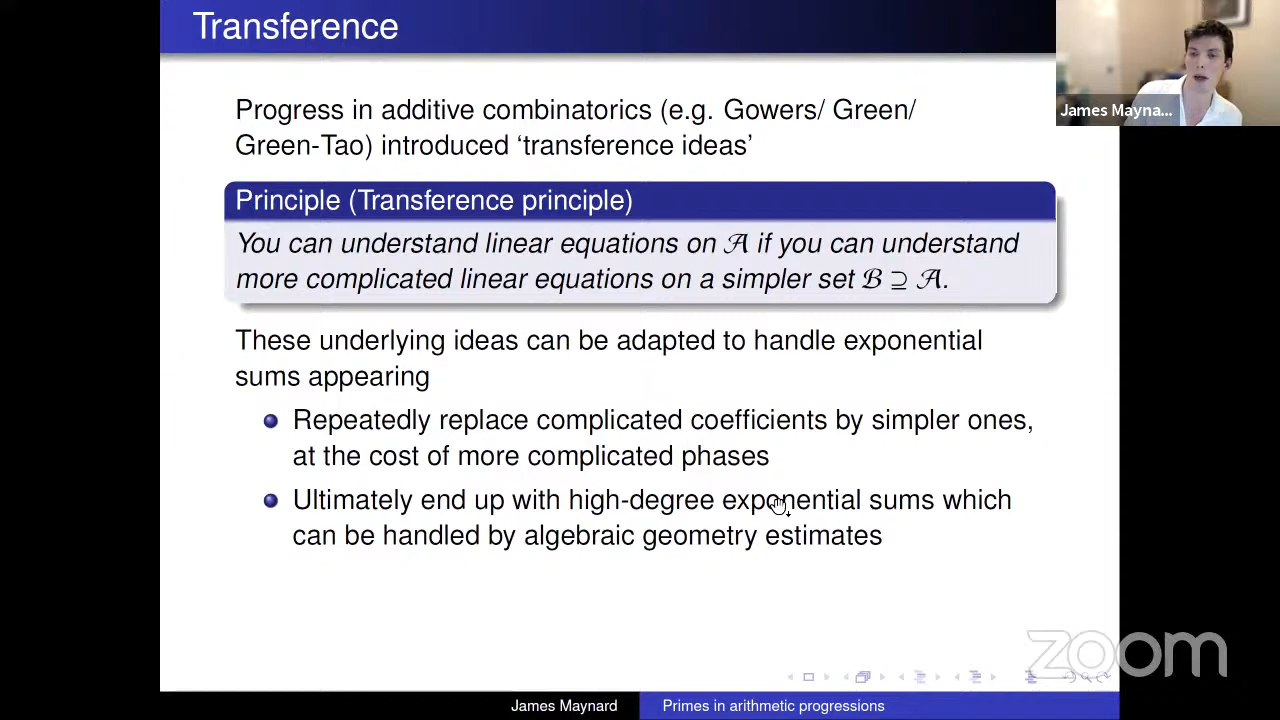 Transference
James Mayna...
Progress in additive combinatorics (e.g. Gowers/ Green/
Green-Tao) introduced ‘transference ideas’
Principle (Transference principle)
You can understand linear equations on 𝒜 if you can understand
more complicated linear equations on a simpler set ℬ ⊇ 𝒜.
These underlying ideas can be adapted to handle exponential
sums appearing
Repeatedly replace complicated coefficients by simpler ones,
at the cost of more complicated phases
Ultimately end up with high-degree exponential sums which
can be handled by algebraic geometry estimates
zoom
James Maynard
Primes in arithmetic progressions